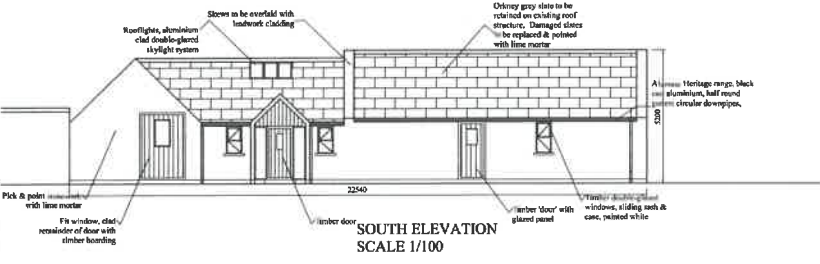 Skews to be overlaid with
leadwork cladding
Rooflights, aluminium
clad double-glazed
skylight system
Orkney grey slate to be
retained on existing roof
structure. Damaged slates
to be replaced & pointed
with lime mortar
Heritage range, black
aluminium, half round
circular downpipes,
5200
22540
Pick & point
with lime mortar
Fit window, clad
remainder of door with
timber boarding
Timber door
Timber 'door' with
glazed panel
Timber double-glazed
windows, sliding sash &
case, painted white
SOUTH ELEVATION
SCALE 1/100